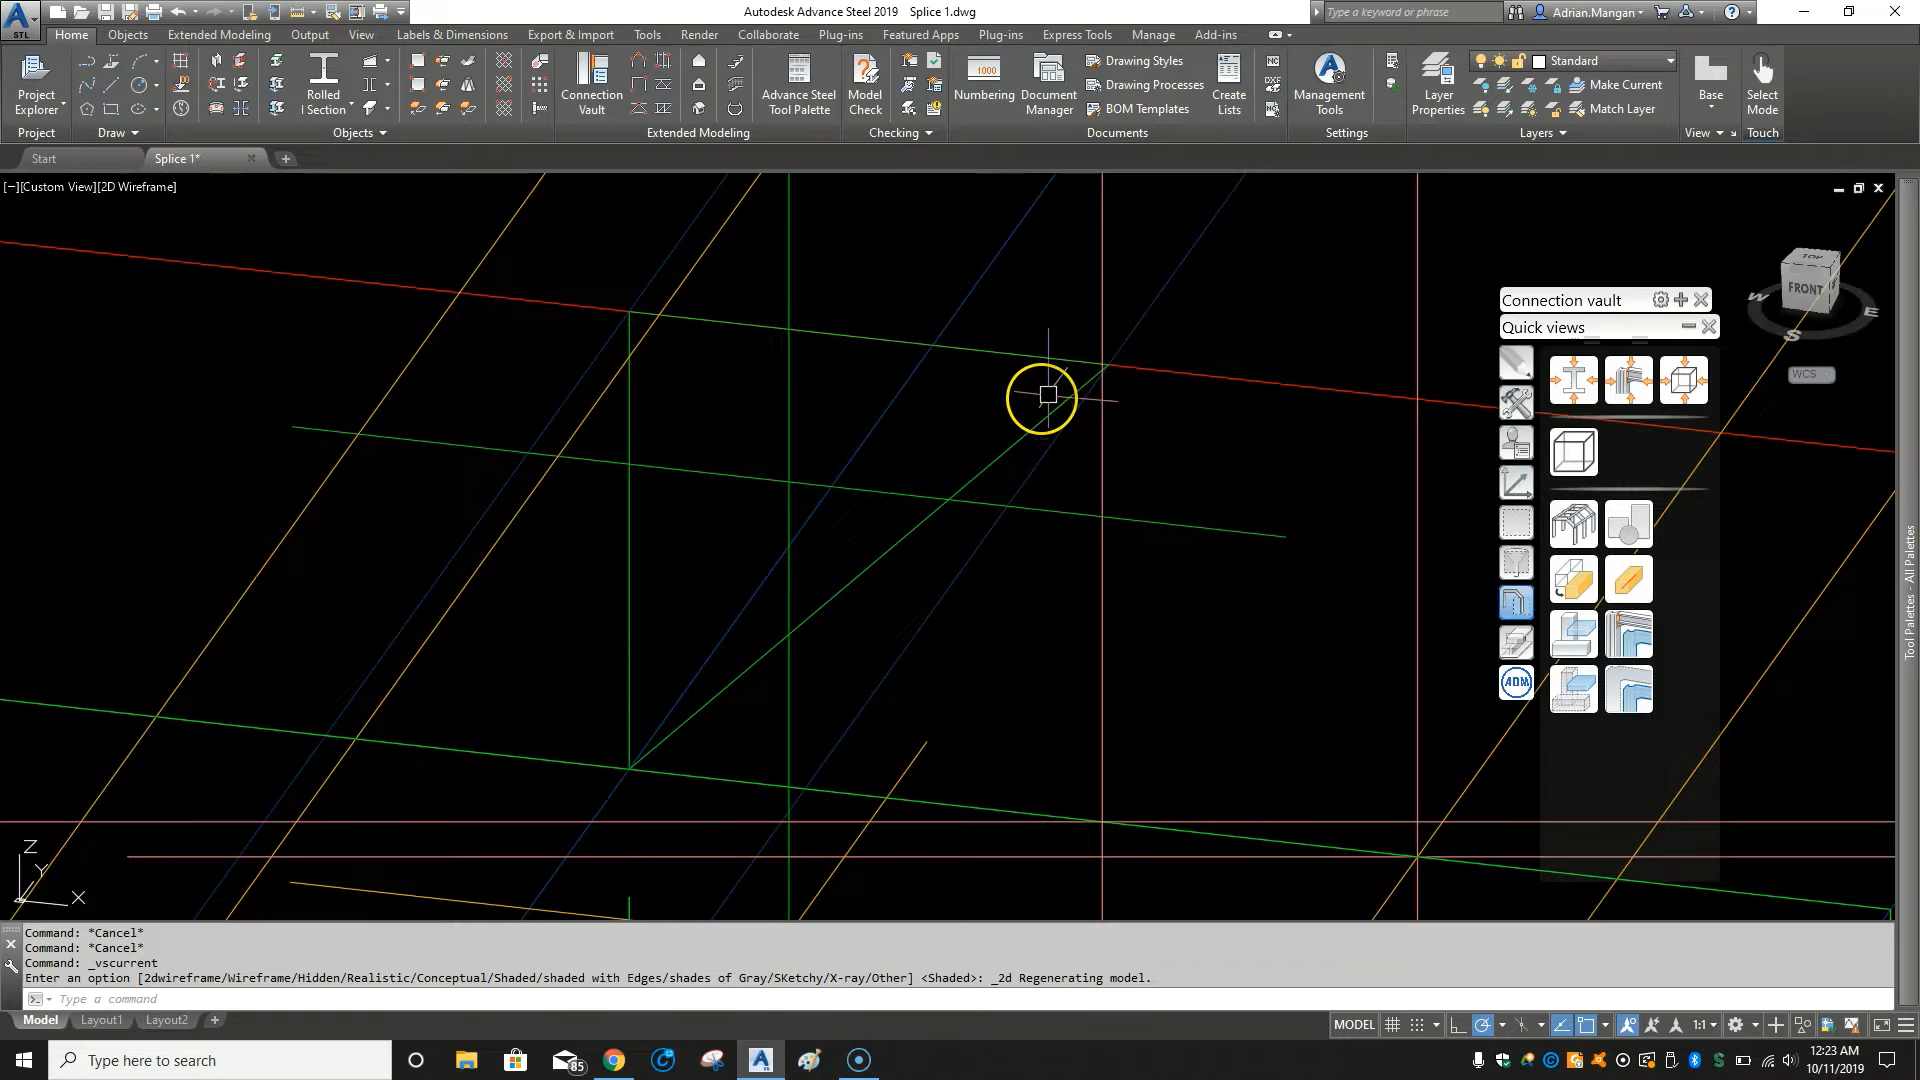 Autodesk Advance Steel 2019 Splice 1.dwg
Type a keyword or phrase
Adrian.Mangan
STL
Home Objects Extended Modeling Output View Labels & Dimensions Export & Import Tools Render Collaborate Plug-ins Featured Apps Plug-ins Express Tools Manage Add-ins
Project Explorer
Rolled I Section
Connection Vault
Advance Steel Tool Palette
Model Check
1000
Numbering
Document Manager
Drawing Styles
Drawing Processes
BOM Templates
Create Lists
NC
DXF
Management Tools
Layer Properties
Standard
Make Current
Match Layer
Base
Select Mode
Project Draw Objects Extended Modeling Checking Documents Settings Layers View Touch
Start Splice 1*
[−][Custom View][2D Wireframe]
TOP
FRONT
W
E
S
WCS
Connection vault
Quick views
ADM
Tool Palettes - All Palettes
Z
Y
X
Command: *Cancel*
Command: *Cancel*
Command: _vscurrent
Enter an option [2dwireframe/Wireframe/Hidden/Realistic/Conceptual/Shaded/shaded with Edges/shades of Gray/SKetchy/X-ray/Other] <Shaded>: _2d Regenerating model.
Type a command
Model Layout1 Layout2
MODEL 1:1
Type here to search
85
12:23 AM
10/11/2019